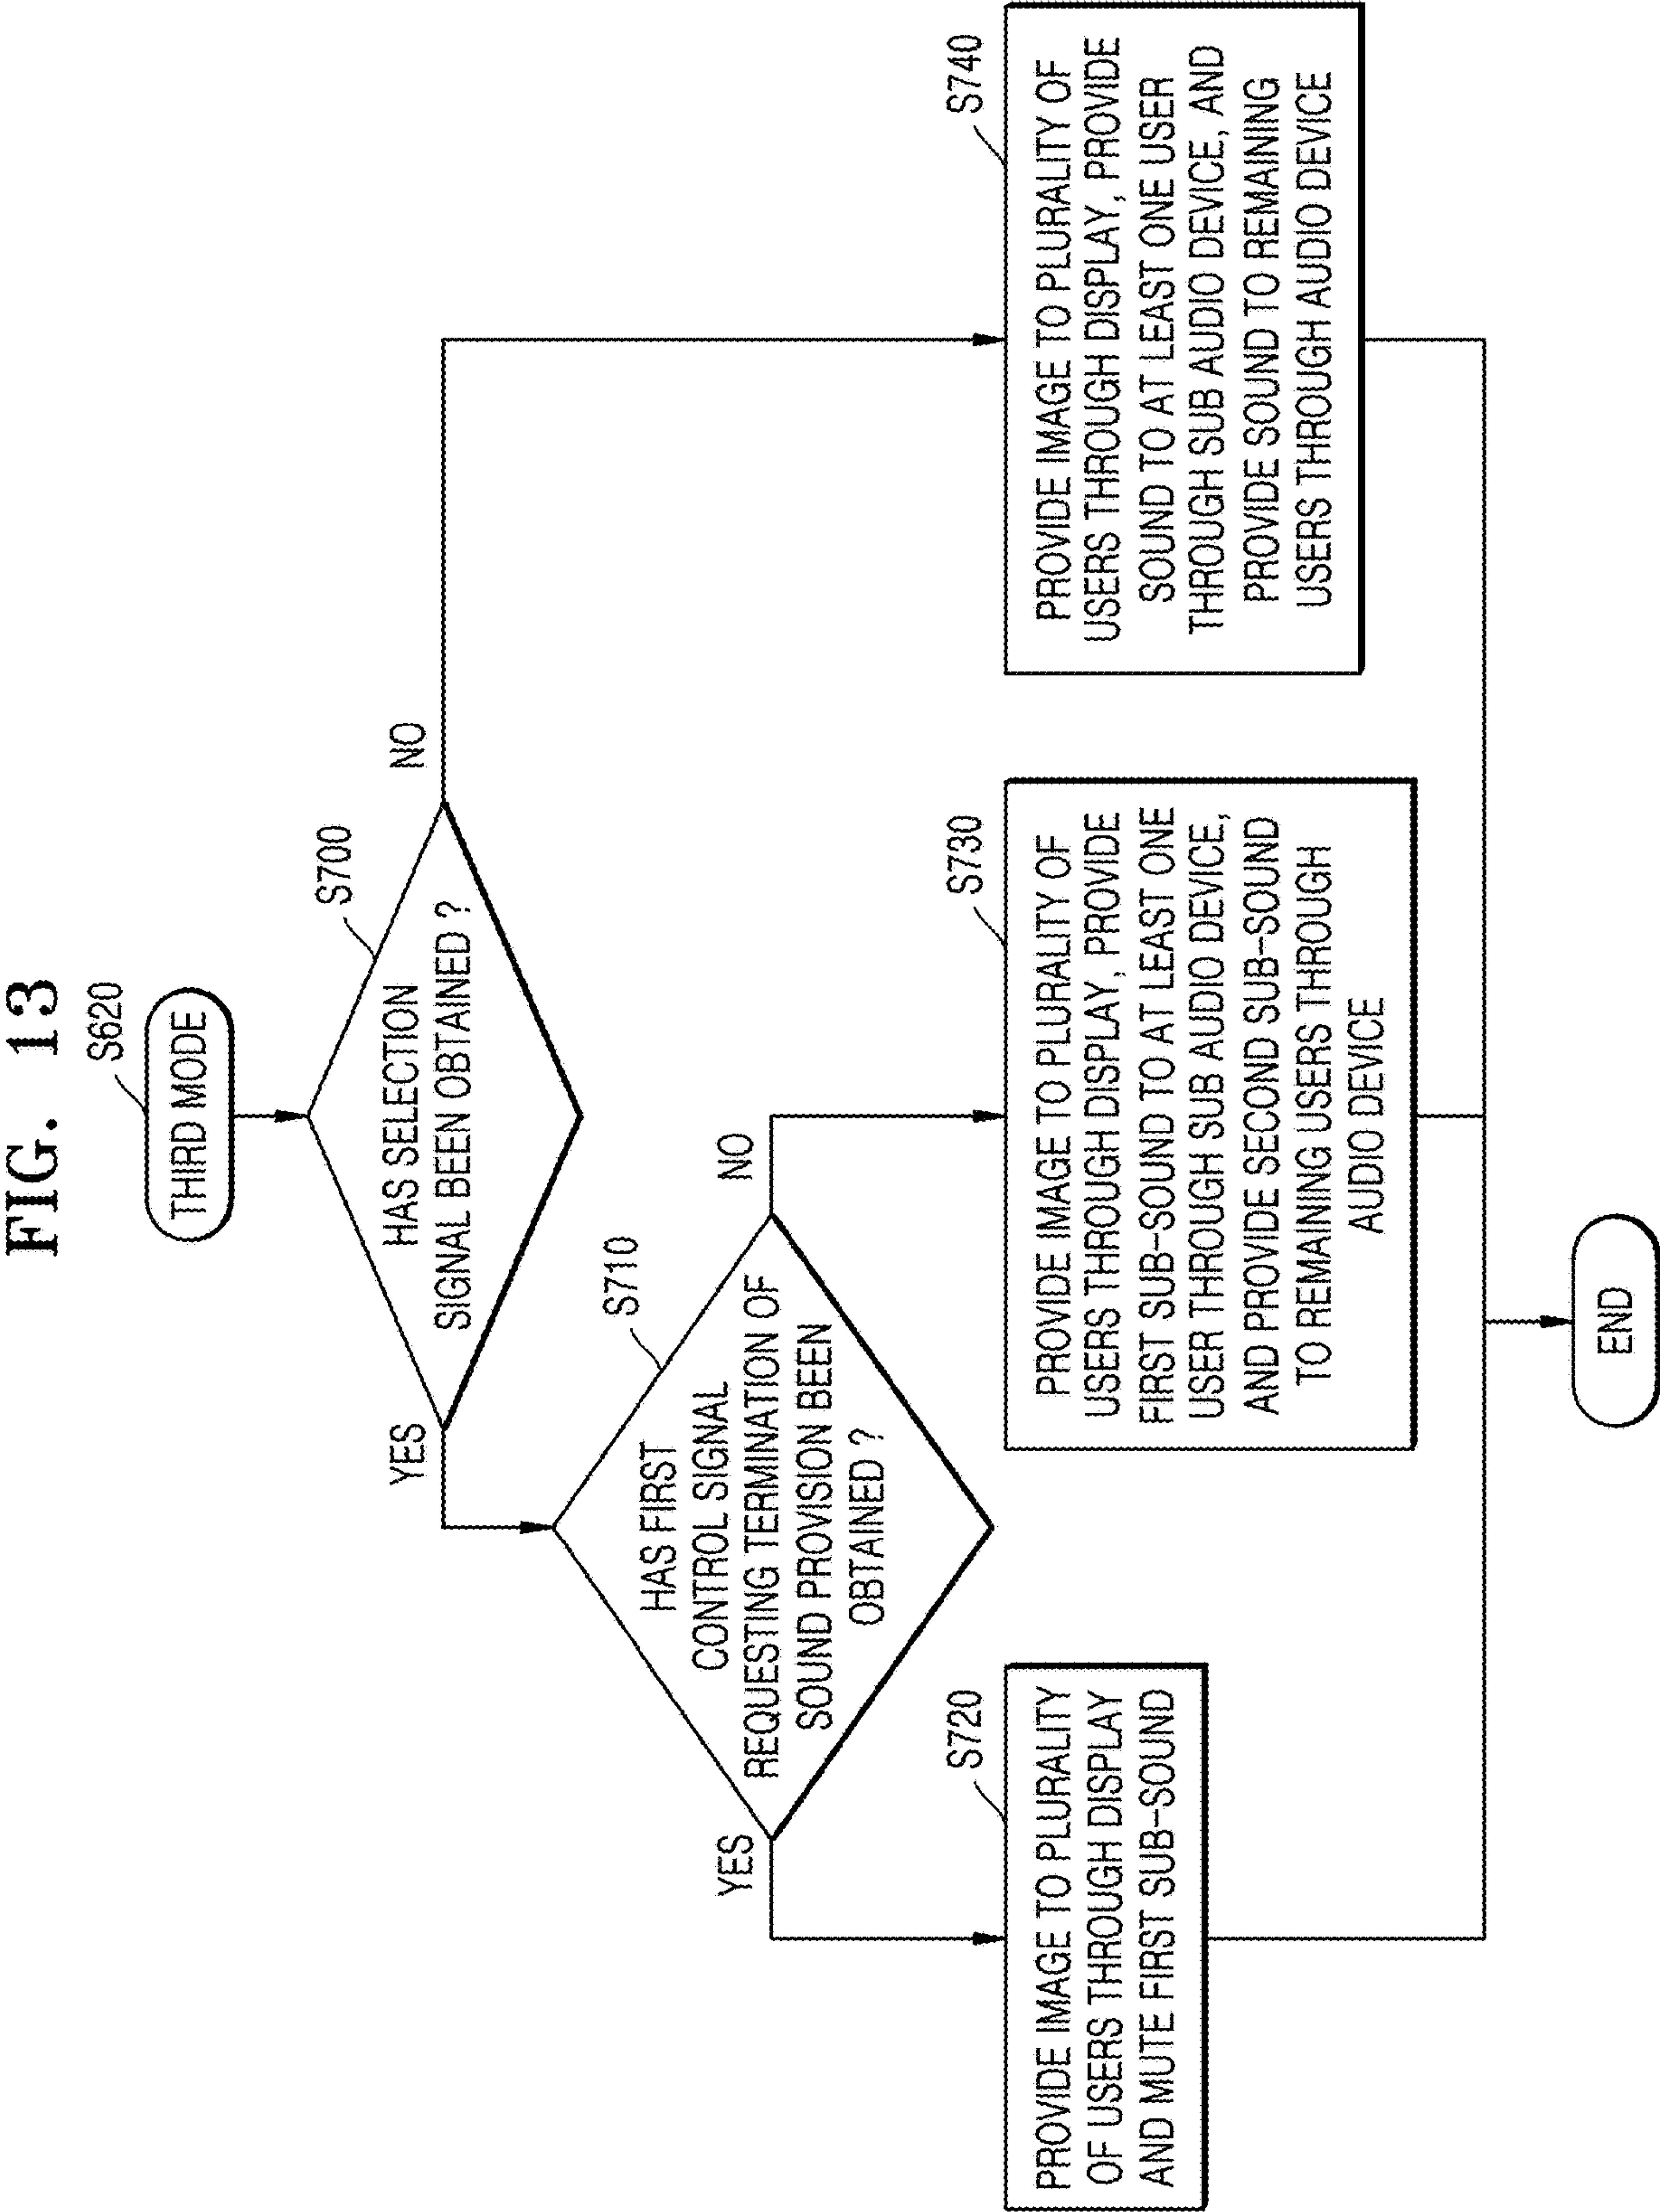 FIG. 13
S620
THIRD MODE
S700
HAS SELECTION
SIGNAL BEEN OBTAINED ?
YES
NO
S710
HAS FIRST
CONTROL SIGNAL
REQUESTING TERMINATION OF
SOUND PROVISION BEEN
OBTAINED ?
YES
NO
S720
PROVIDE IMAGE TO PLURALITY
OF USERS THROUGH DISPLAY
AND MUTE FIRST SUB-SOUND
S730
PROVIDE IMAGE TO PLURALITY OF
USERS THROUGH DISPLAY, PROVIDE
FIRST SUB-SOUND TO AT LEAST ONE
USER THROUGH SUB AUDIO DEVICE,
AND PROVIDE SECOND SUB-SOUND
TO REMAINING USERS THROUGH
AUDIO DEVICE
S740
PROVIDE IMAGE TO PLURALITY OF
USERS THROUGH DISPLAY, PROVIDE
SOUND TO AT LEAST ONE USER
THROUGH SUB AUDIO DEVICE, AND
PROVIDE SOUND TO REMAINING
USERS THROUGH AUDIO DEVICE
END